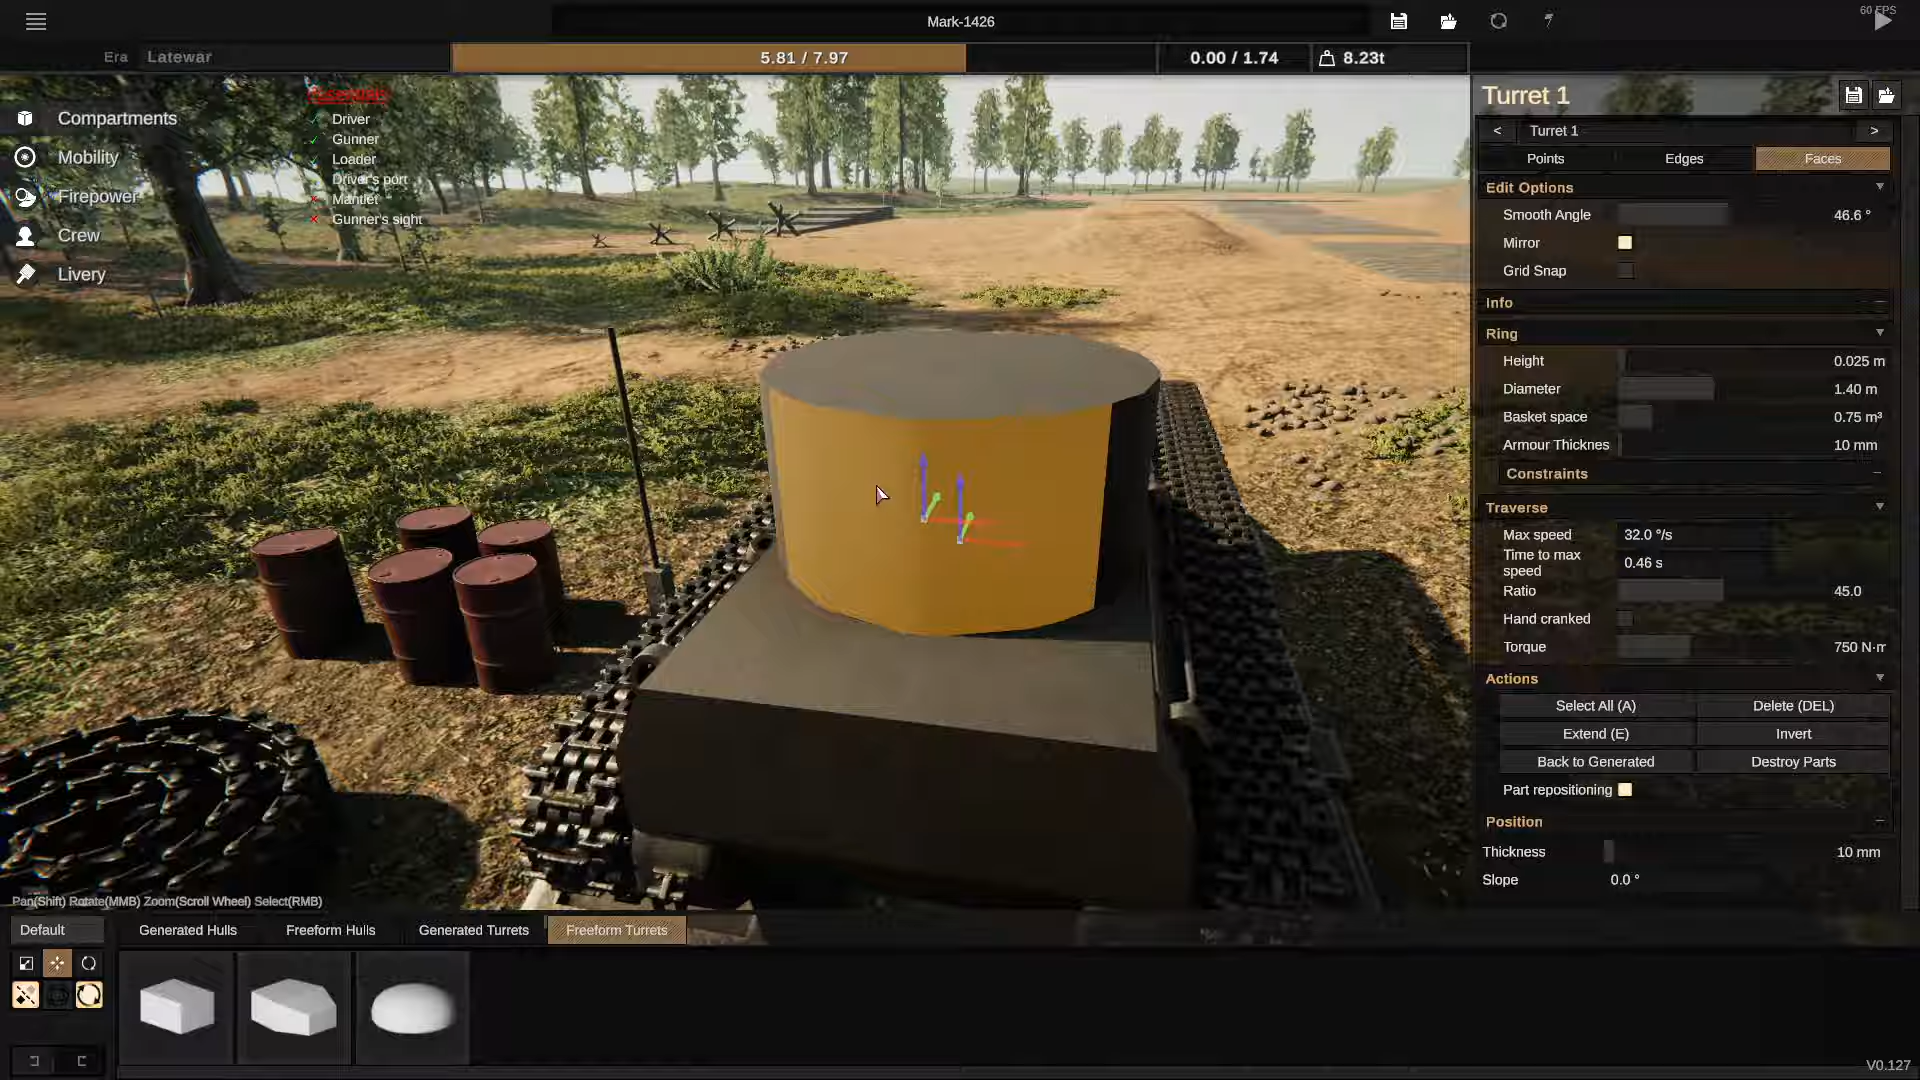 Mark-1426
60 FPS
Era Latewar
5.81 / 7.97
0.00 / 1.74
8.23t
Compartments
Mobility
Firepower
Crew
Livery
Driver
Gunner
Loader
Driver's port
Mantlet
Gunner's sight
Turret 1
< Turret 1 >
Points Edges Faces
Edit Options
Smooth Angle 46.6 °
Mirror
Grid Snap
Info
Ring
Height 0.025 m
Diameter 1.40 m
Basket space 0.75 m³
Armour Thicknes 10 mm
Constraints
Traverse
Max speed 32.0 °/s
Time to max
speed 0.46 s
Ratio 45.0
Hand cranked
Torque 750 N·m
Actions
Select All (A) Delete (DEL)
Extend (E) Invert
Back to Generated Destroy Parts
Part repositioning
Position
Thickness 10 mm
Slope 0.0 °
Pan(Shift) Rotate(MMB) Zoom(Scroll Wheel) Select(RMB)
Default
Generated Hulls Freeform Hulls Generated Turrets Freeform Turrets
V0.127